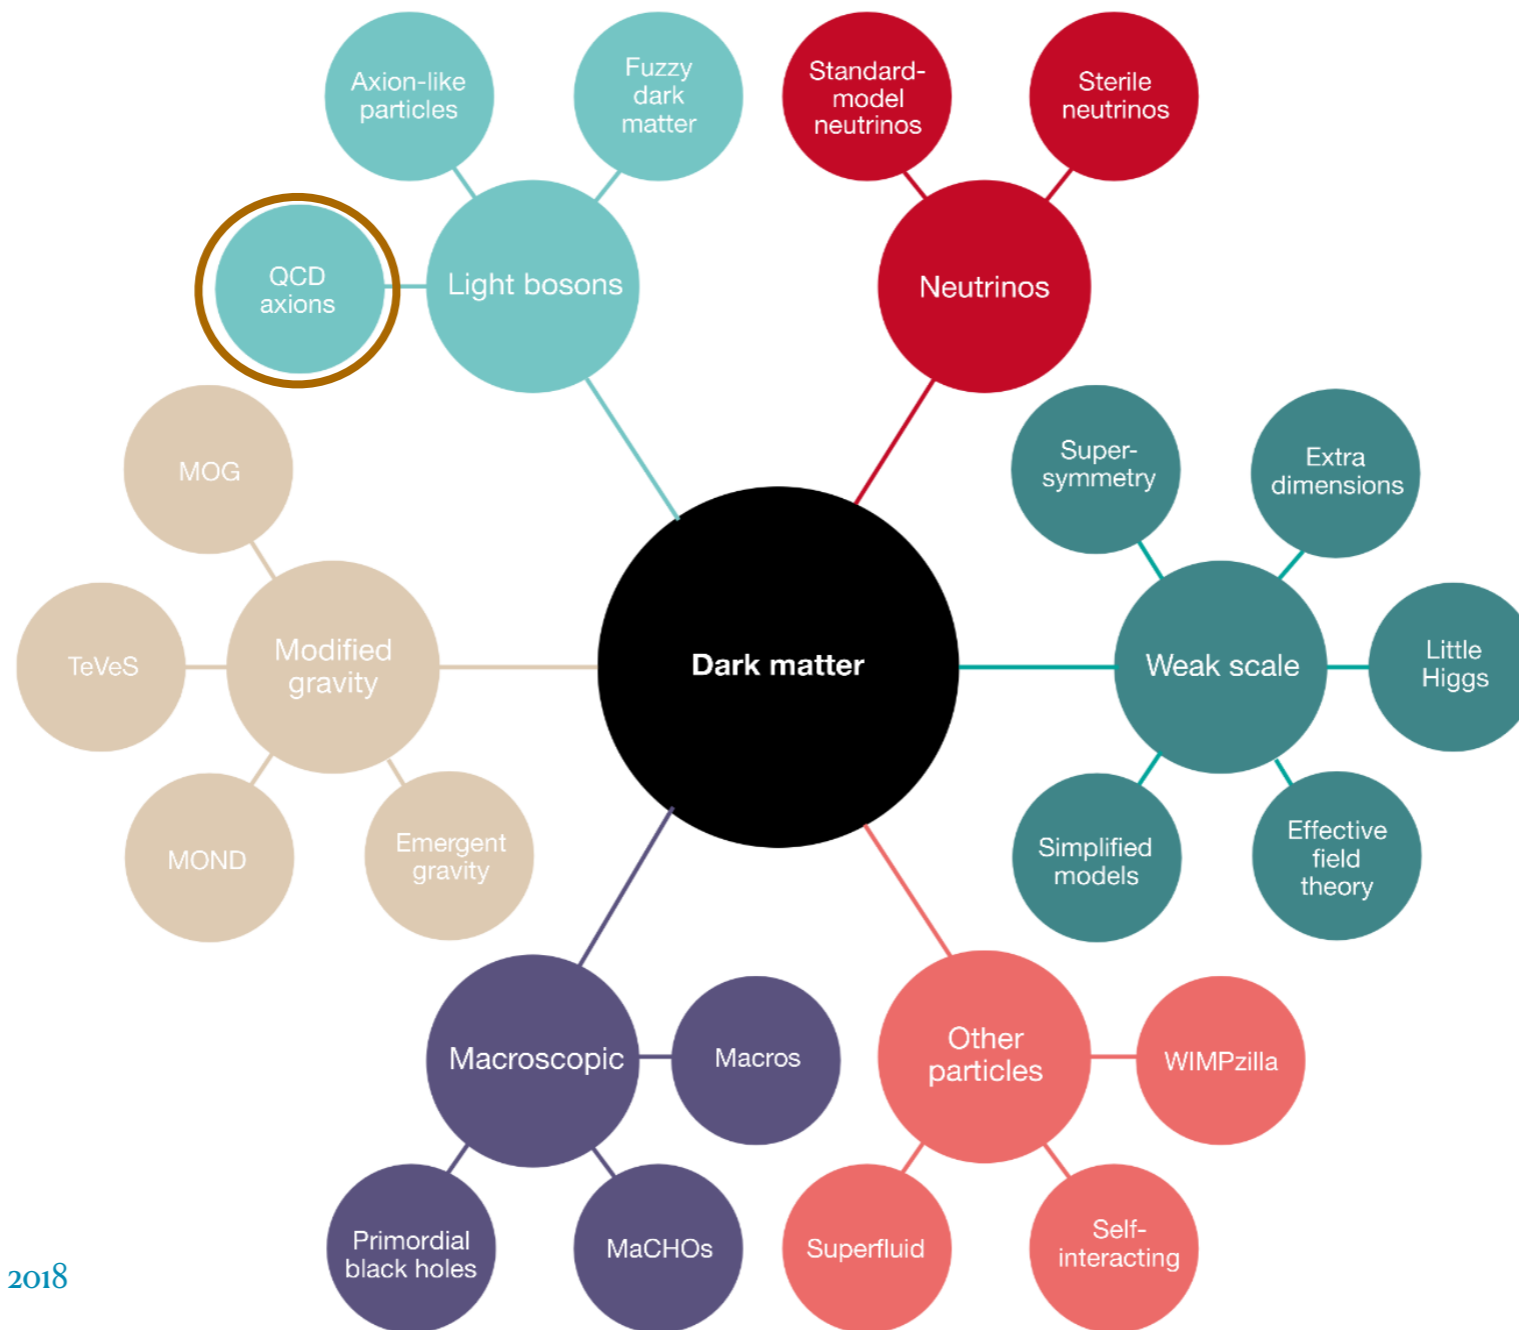 Axion-like
particles
Fuzzy
dark
matter
Standard-
model
neutrinos
Sterile
neutrinos
QCD
axions
Light bosons
Neutrinos
MOG
Super-
symmetry
Extra
dimensions
TeVeS
Modified
gravity
Dark matter
Weak scale
Little
Higgs
MOND
Emergent
gravity
Simplified
models
Effective
field
theory
Macroscopic
Macros
Other
particles
WIMPzilla
Primordial
black holes
MaCHOs
Superfluid
Self-
interacting
2018